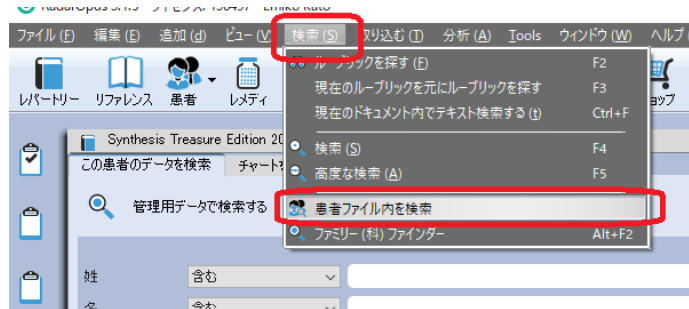 ファイル (F) 編集 (E) 追加 (d) ビュー (V) 検索 (S) 絞り込む (T) 分析 (A) Tools ウィンドウ (W) ヘルプ
レパートリー リファレンス 患者 レメディ
ルーブリックを探す (F) F2
現在のルーブリックを元にルーブリックを探す F3
現在のドキュメント内でテキスト検索する (t) Ctrl+F
検索 (S) F4
高度な検索 (A) F5
患者ファイル内を検索
ファミリー (科) ファインダー Alt+F2
Synthesis Treasure Edition
この患者のデータを検索
管理用データで検索する
姓 含む
名 含む